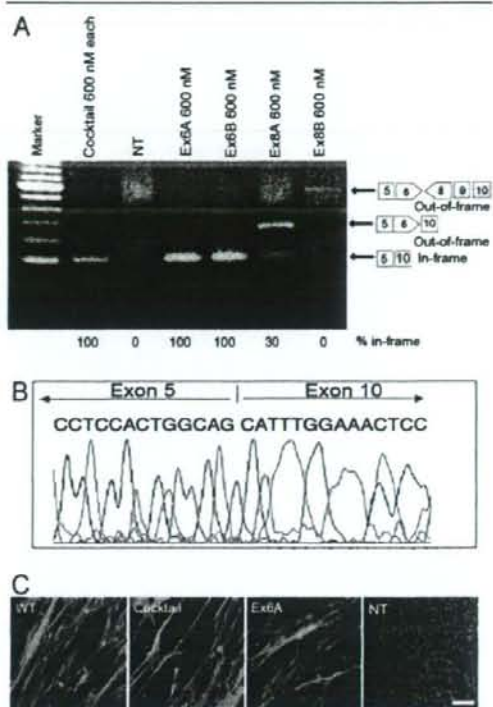 A
Marker
Cocktail 600 nM each
NT
Ex6A 600 nM
Ex6B 600 nM
Ex8A 600 nM
Ex8B 600 nM
5 6 8 9 10
Out-of-frame
5 6 10
Out-of-frame
5 10 In-frame
100 0 100 100 30 0 % in-frame
B
Exon 5 Exon 10
CCTCCACTGGCAG CATTTGGAAACTCC
C
WT Cocktail Ex6A NT